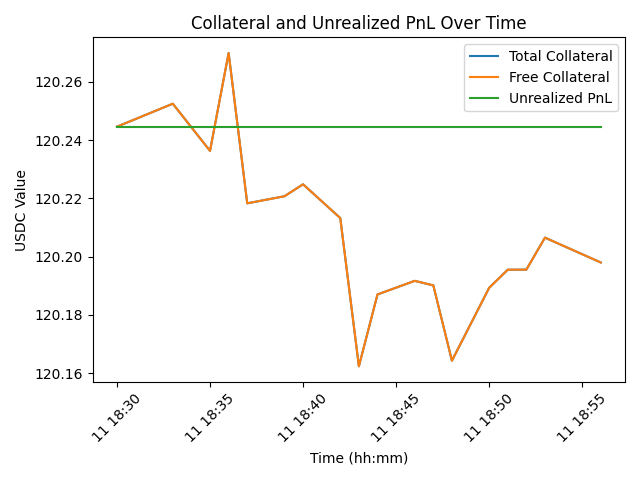 Collateral and Unrealized PnL Over Time
Total Collateral
Free Collateral
Unrealized PnL
USDC Value
120.26
120.24
120.22
120.20
120.18
120.16
11 18:30
11 18:35
11 18:40
11 18:45
11 18:50
11 18:55
Time (hh:mm)